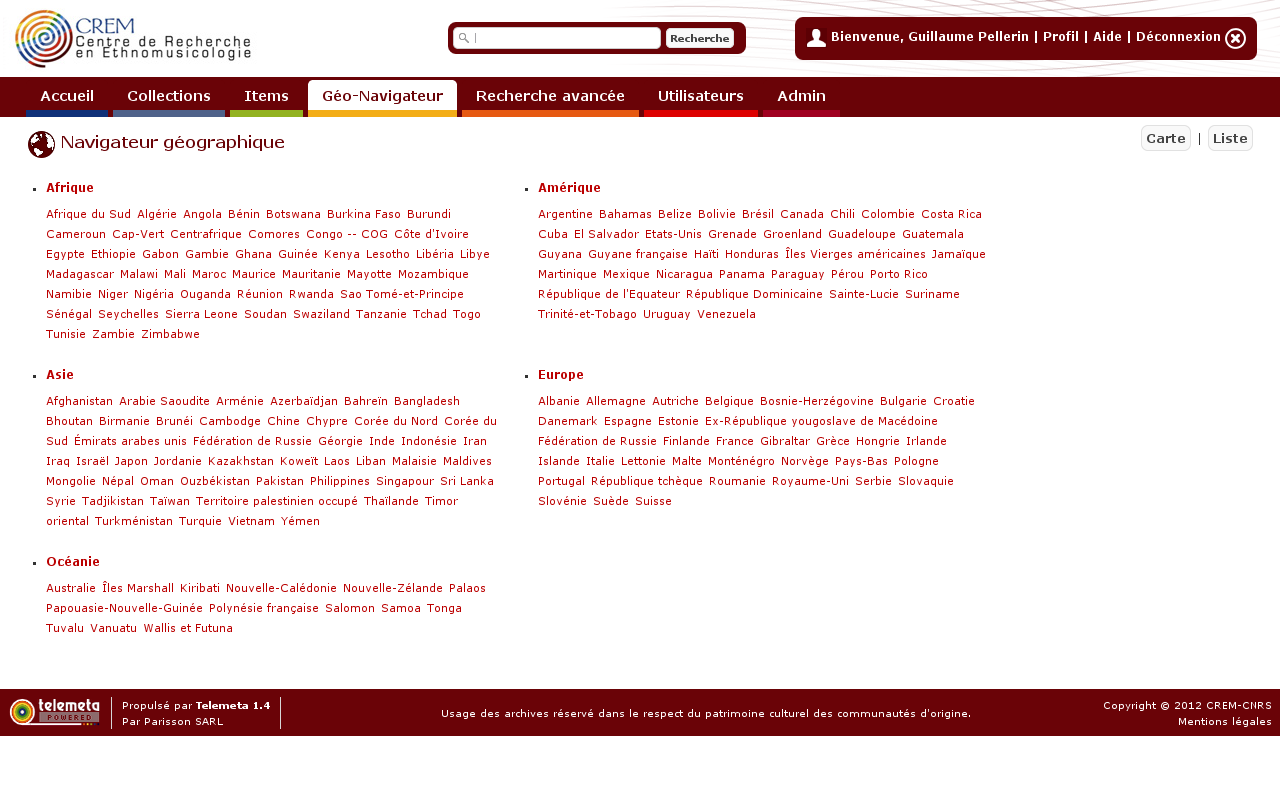 CREM
Centre de Recherche
en Ethnomusicologie
Recherche
Bienvenue, Guillaume Pellerin | Profil | Aide | Déconnexion
Accueil Collections Items Géo-Navigateur Recherche avancée Utilisateurs Admin
Navigateur géographique
Carte | Liste
Afrique
Afrique du Sud Algérie Angola Bénin Botswana Burkina Faso Burundi
Cameroun Cap-Vert Centrafrique Comores Congo -- COG Côte d'Ivoire
Egypte Ethiopie Gabon Gambie Ghana Guinée Kenya Lesotho Libéria Libye
Madagascar Malawi Mali Maroc Maurice Mauritanie Mayotte Mozambique
Namibie Niger Nigéria Ouganda Réunion Rwanda Sao Tomé-et-Principe
Sénégal Seychelles Sierra Leone Soudan Swaziland Tanzanie Tchad Togo
Tunisie Zambie Zimbabwe
Amérique
Argentine Bahamas Belize Bolivie Brésil Canada Chili Colombie Costa Rica
Cuba El Salvador Etats-Unis Grenade Groenland Guadeloupe Guatemala
Guyana Guyane française Haïti Honduras Îles Vierges américaines Jamaïque
Martinique Mexique Nicaragua Panama Paraguay Pérou Porto Rico
République de l'Equateur République Dominicaine Sainte-Lucie Suriname
Trinité-et-Tobago Uruguay Venezuela
Asie
Afghanistan Arabie Saoudite Arménie Azerbaïdjan Bahreïn Bangladesh
Bhoutan Birmanie Brunéi Cambodge Chine Chypre Corée du Nord Corée du
Sud Émirats arabes unis Fédération de Russie Géorgie Inde Indonésie Iran
Iraq Israël Japon Jordanie Kazakhstan Koweït Laos Liban Malaisie Maldives
Mongolie Népal Oman Ouzbékistan Pakistan Philippines Singapour Sri Lanka
Syrie Tadjikistan Taïwan Territoire palestinien occupé Thaïlande Timor
oriental Turkménistan Turquie Vietnam Yémen
Europe
Albanie Allemagne Autriche Belgique Bosnie-Herzégovine Bulgarie Croatie
Danemark Espagne Estonie Ex-République yougoslave de Macédoine
Fédération de Russie Finlande France Gibraltar Grèce Hongrie Irlande
Islande Italie Lettonie Malte Monténégro Norvège Pays-Bas Pologne
Portugal République tchèque Roumanie Royaume-Uni Serbie Slovaquie
Slovénie Suède Suisse
Océanie
Australie Îles Marshall Kiribati Nouvelle-Calédonie Nouvelle-Zélande Palaos
Papouasie-Nouvelle-Guinée Polynésie française Salomon Samoa Tonga
Tuvalu Vanuatu Wallis et Futuna
telemeta
POWERED
Propulsé par Telemeta 1.4
Par Parisson SARL
Usage des archives réservé dans le respect du patrimoine culturel des communautés d'origine.
Copyright © 2012 CREM-CNRS
Mentions légales